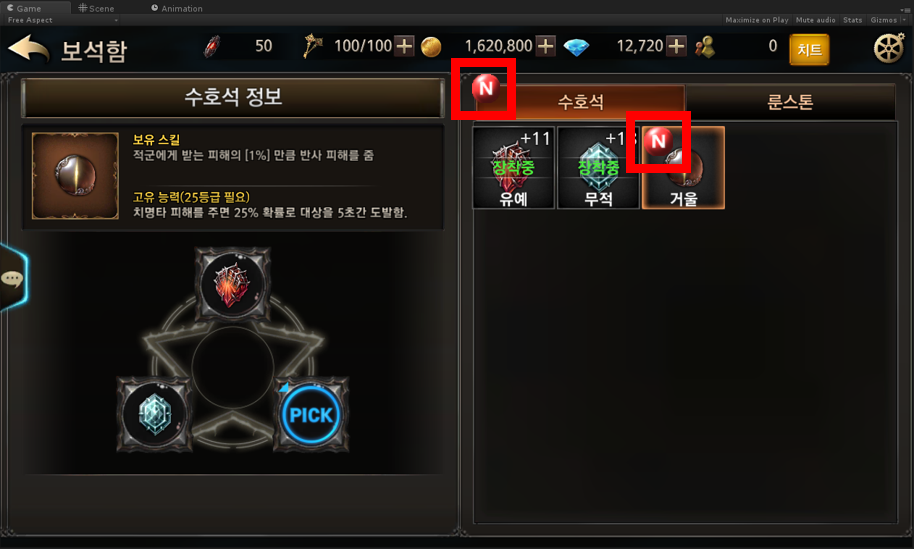 Game
Scene
Animation
Free Aspect
Maximize on Play
Mute audio
Stats
Gizmos
보석함
50
100/100
1,620,800
12,720
0
치트
수호석 정보
보유 스킬
적군에게 받는 피해의 [1%] 만큼 반사 피해를 줌
고유 능력(25등급 필요)
치명타 피해를 주면 25% 확률로 대상을 5초간 도발함.
PICK
N
수호석
룬스톤
+11
장착중
유예
장착중
무적
N
거울